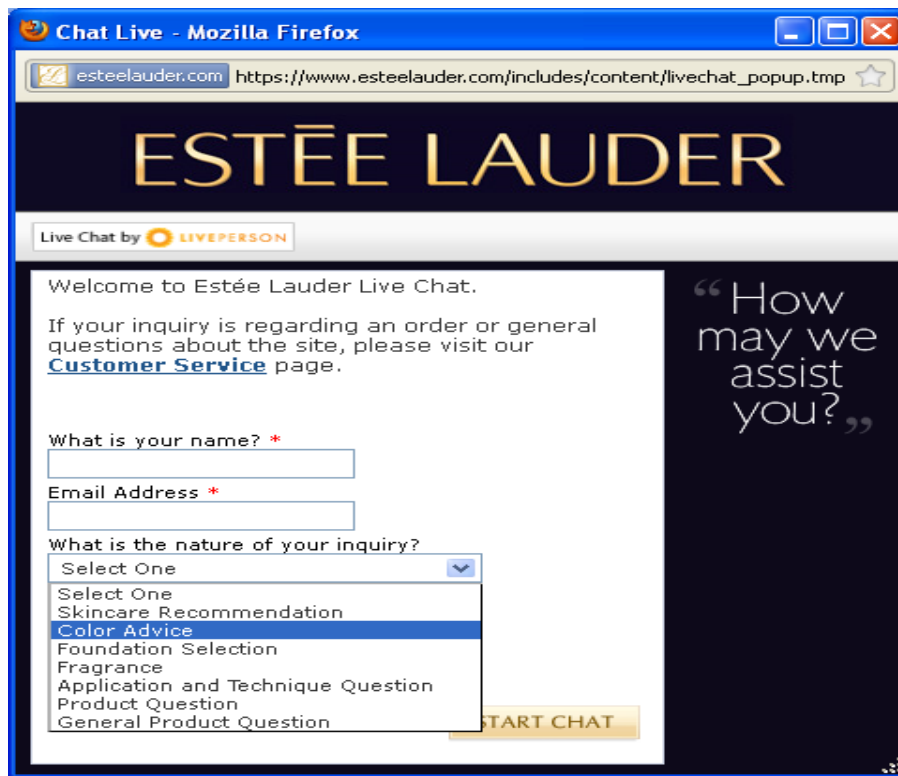 Chat Live - Mozilla Firefox
esteelauder.com https://www.esteelauder.com/includes/content/livechat_popup.tmp
ESTĒE LAUDER
Live Chat by LIVEPERSON
Welcome to Estée Lauder Live Chat.
If your inquiry is regarding an order or general
questions about the site, please visit our
Customer Service page.
What is your name? *
Email Address *
What is the nature of your inquiry?
Select One
Select One
Skincare Recommendation
Color Advice
Foundation Selection
Fragrance
Application and Technique Question
Product Question
General Product Question
START CHAT
“How
may we
assist
you?”